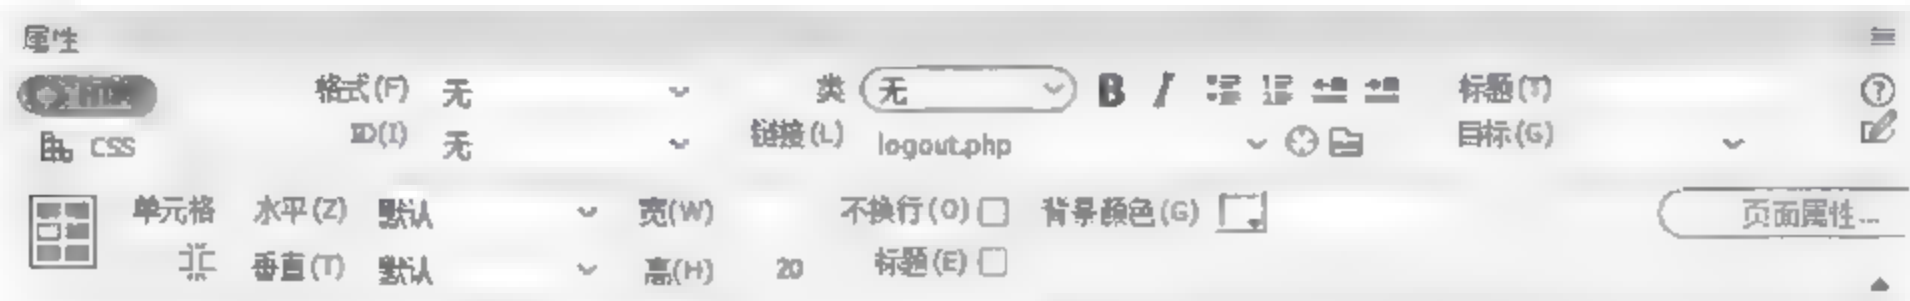 属性
HTML 格式(F) 无 类 无 B I 标题(T)
CSS ID(I) 无 链接(L) logout.php 目标(G)
单元格 水平(Z) 默认 宽(W) 不换行(O) 背景颜色(G) 页面属性...
垂直(T) 默认 高(H) 20 标题(E)